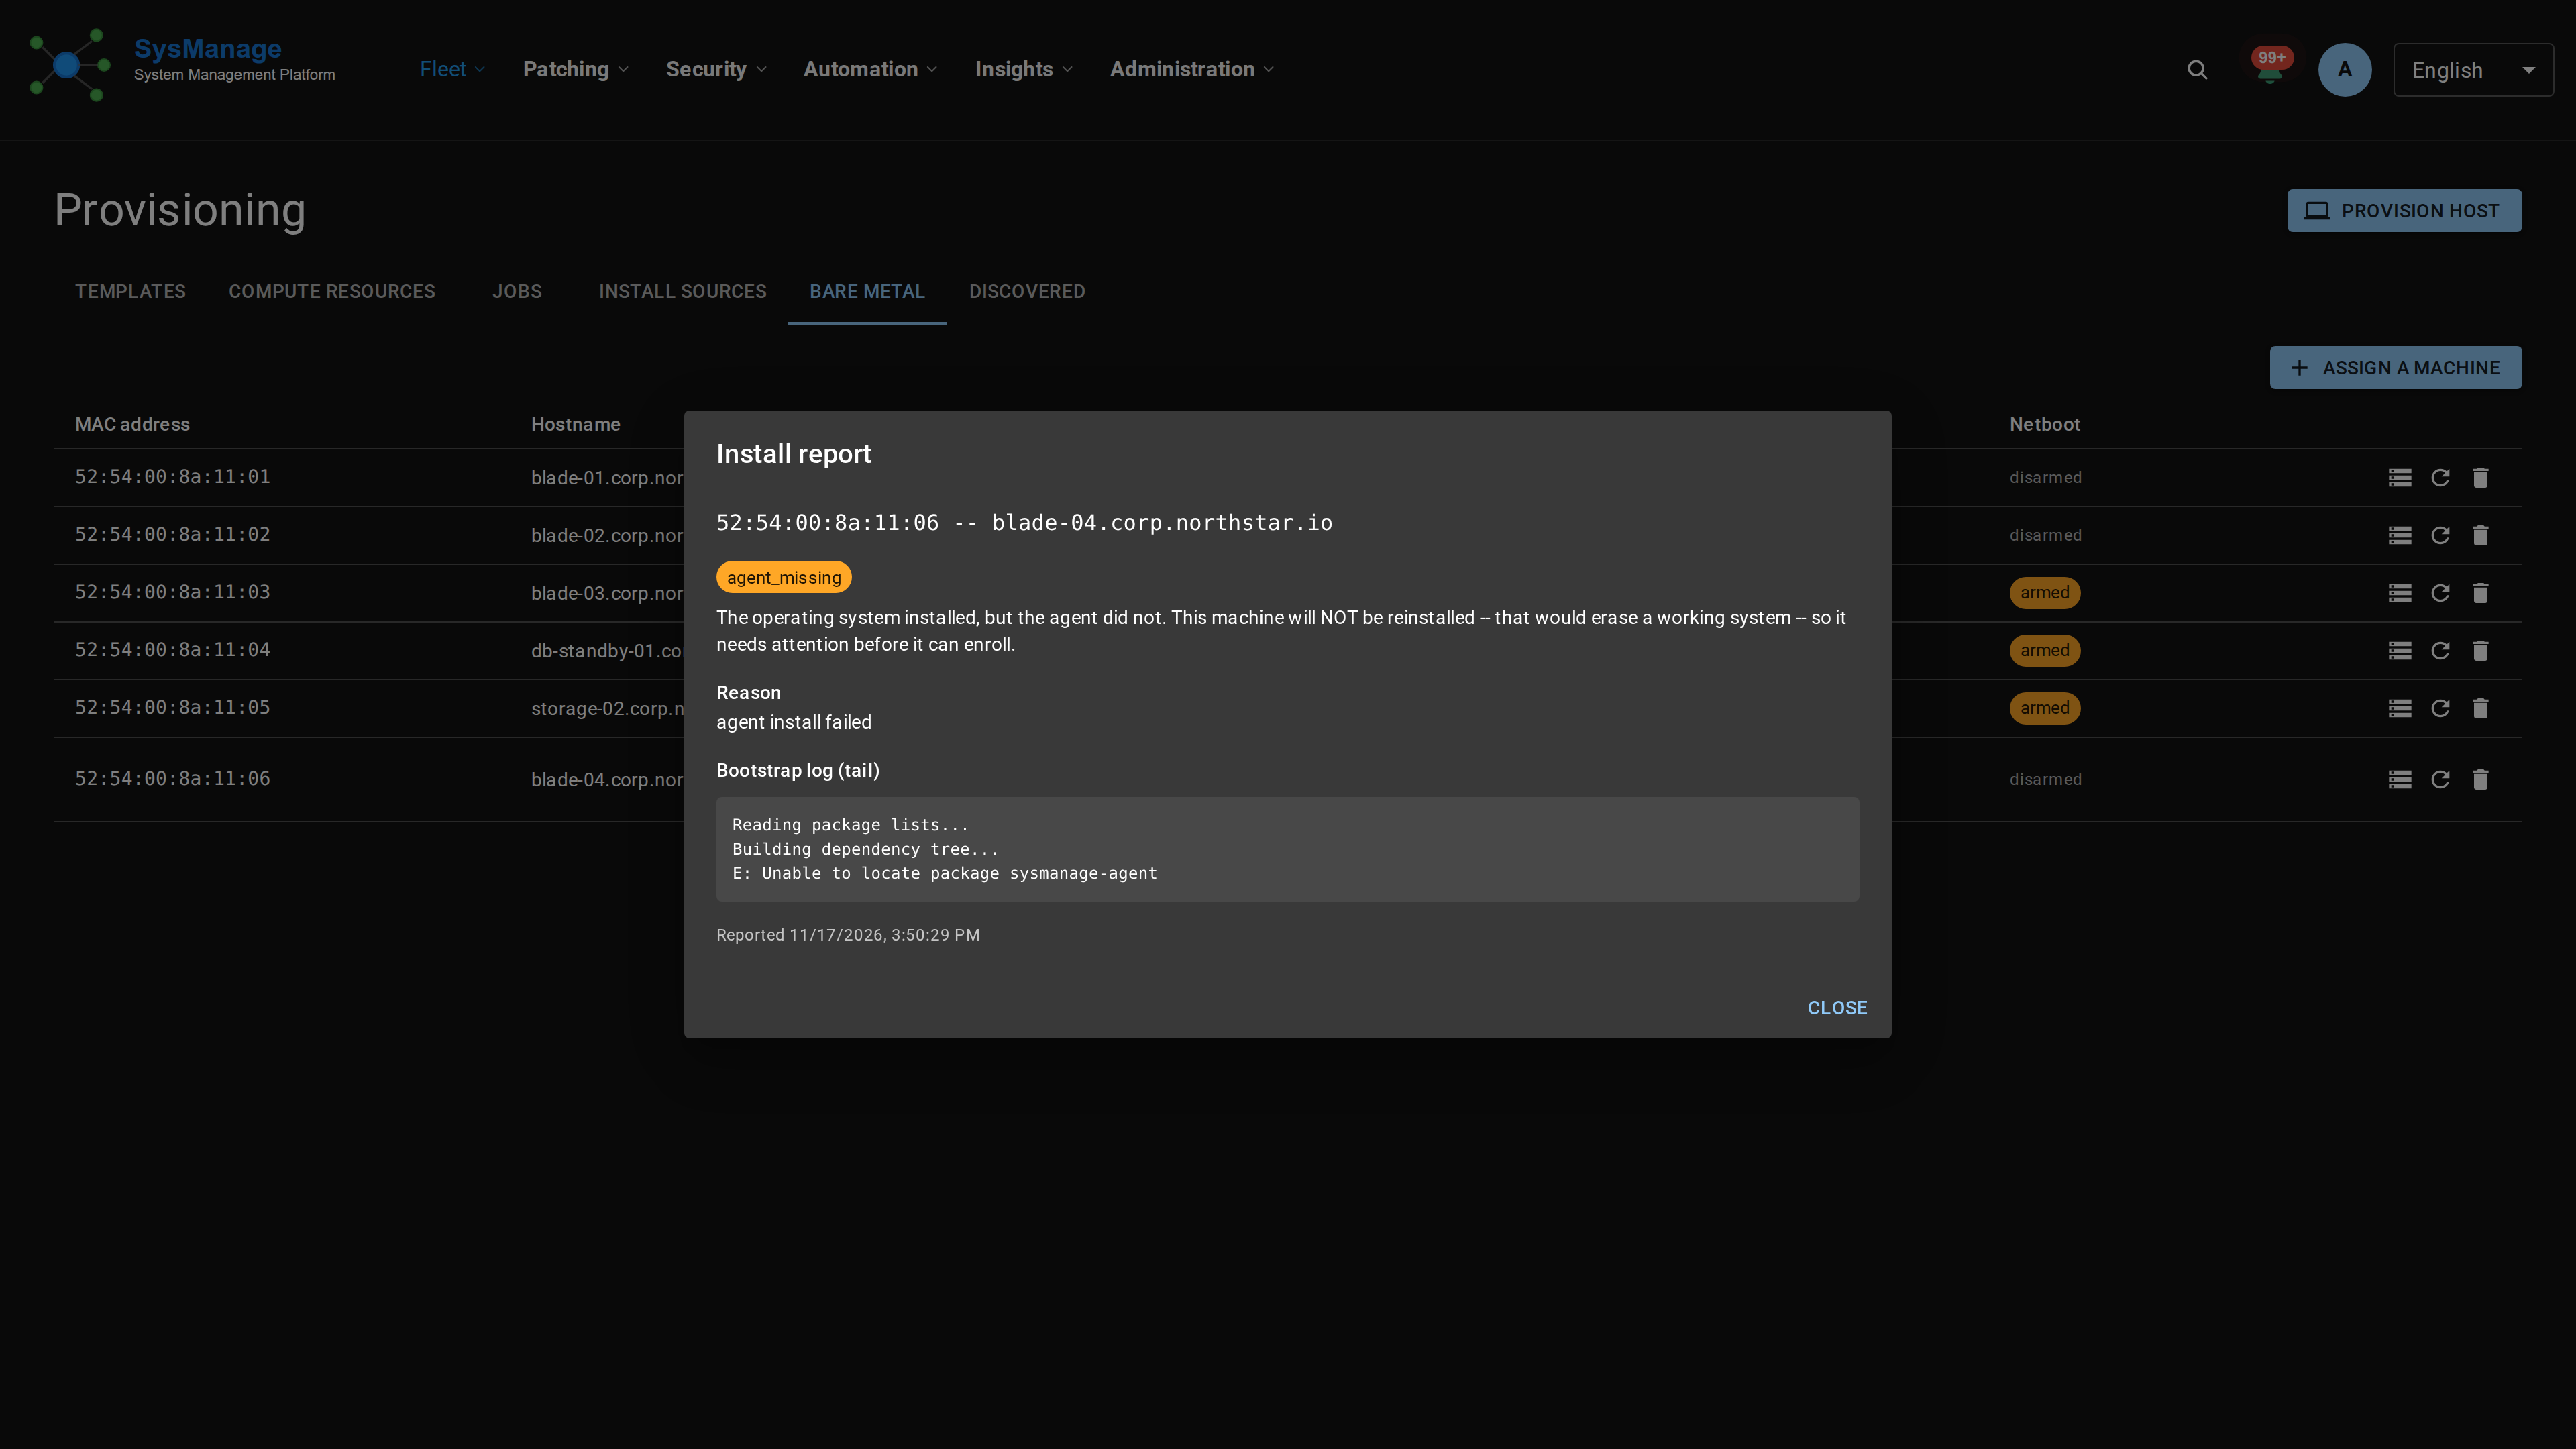 SysManage
System Management Platform
Fleet
Patching
Security
Automation
Insights
Administration
99+
A
English
Provisioning
PROVISION HOST
TEMPLATES
COMPUTE RESOURCES
JOBS
INSTALL SOURCES
BARE METAL
DISCOVERED
ASSIGN A MACHINE
MAC address
Hostname
Netboot
52:54:00:8a:11:01
blade-01.corp.nor
disarmed
52:54:00:8a:11:02
blade-02.corp.nor
disarmed
52:54:00:8a:11:03
blade-03.corp.nor
armed
52:54:00:8a:11:04
db-standby-01.co
armed
52:54:00:8a:11:05
storage-02.corp.n
armed
52:54:00:8a:11:06
blade-04.corp.nor
disarmed
Install report
52:54:00:8a:11:06 -- blade-04.corp.northstar.io
agent_missing
The operating system installed, but the agent did not. This machine will NOT be reinstalled -- that would erase a working system -- so it
needs attention before it can enroll.
Reason
agent install failed
Bootstrap log (tail)
Reading package lists...
Building dependency tree...
E: Unable to locate package sysmanage-agent
Reported 11/17/2026, 3:50:29 PM
CLOSE